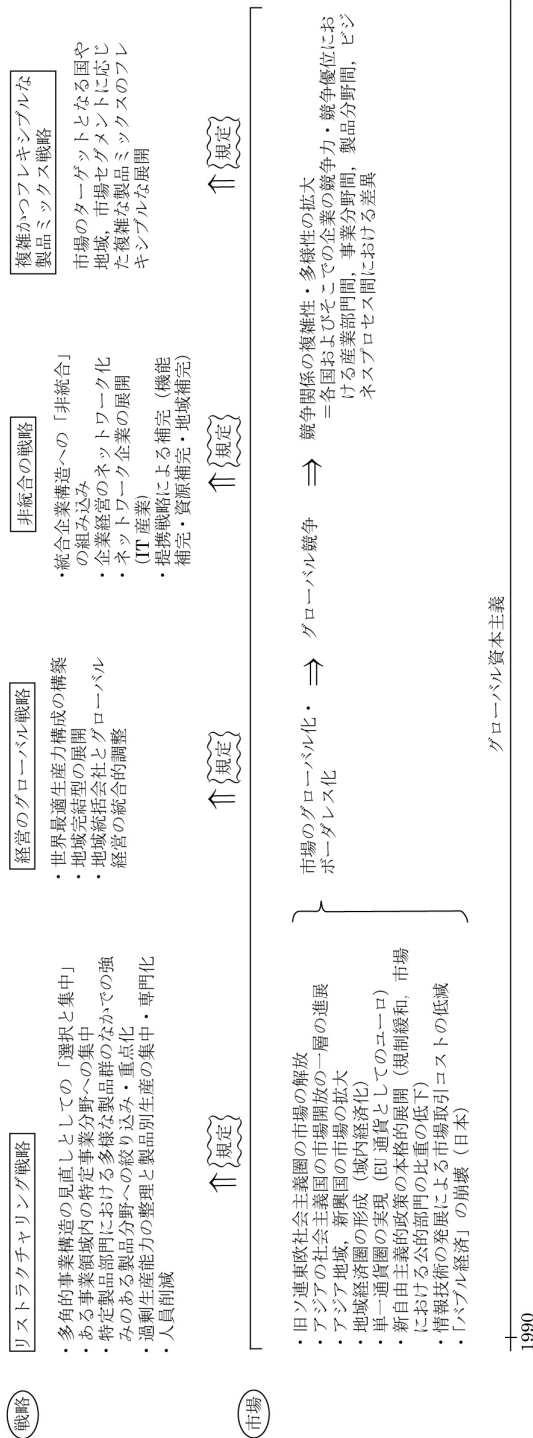 戦略
リストラクチャリング戦略
・多角的事業構造の見直しとしての「選択と集中」
・ある事業領域内の特定事業分野への集中
・特定製品部門における多様な製品群のなかでの強
みのある製品分野への絞り込み・重点化
・過剰生産能力の整理と製品別生産の集中・専門化
・人員削減
経営のグローバル戦略
・世界最適生産力構成の構築
・地域完結型の展開
・地域統括会社とグローバル
経営の統合的調整
非統合の戦略
・統合企業構造への「非統合」
の組み込み
・企業経営のネットワーク化
・ネットワーク企業の展開
(IT 産業)
・提携戦略による補完（機能
補完・資源補完・地域補完）
複雑かつフレキシブルな
製品ミックス戦略
市場のターゲットとなる国や
地域，市場セグメントに応じ
た複雑な製品ミックスのフレ
キシブルな展開
⇑ 規定
⇑ 規定
⇑ 規定
⇑ 規定
市場
・旧ソ連東欧社会主義圏の市場の解放
・アジアの社会主義国の市場開放の一層の進展
・アジア地域，新興国の市場の拡大
・地域経済圏の形成（域内経済化）
・単一通貨圏の実現（EU 通貨としてのユーロ）
・新自由主義的政策の本格的展開（規制緩和，市場
における公的部門の比重の低下）
・情報技術の発展による市場取引コストの低減
・「バブル経済」の崩壊（日本）
市場のグローバル化・
ボーダレス化
⇒ グローバル競争 ⇒
競争関係の複雑性・多様性の拡大
＝各国およびそこでの企業の競争力・競争優位にお
ける産業部門間，事業分野間，製品分野間，ビジ
ネスプロセス間における差異
グローバル資本主義
1990